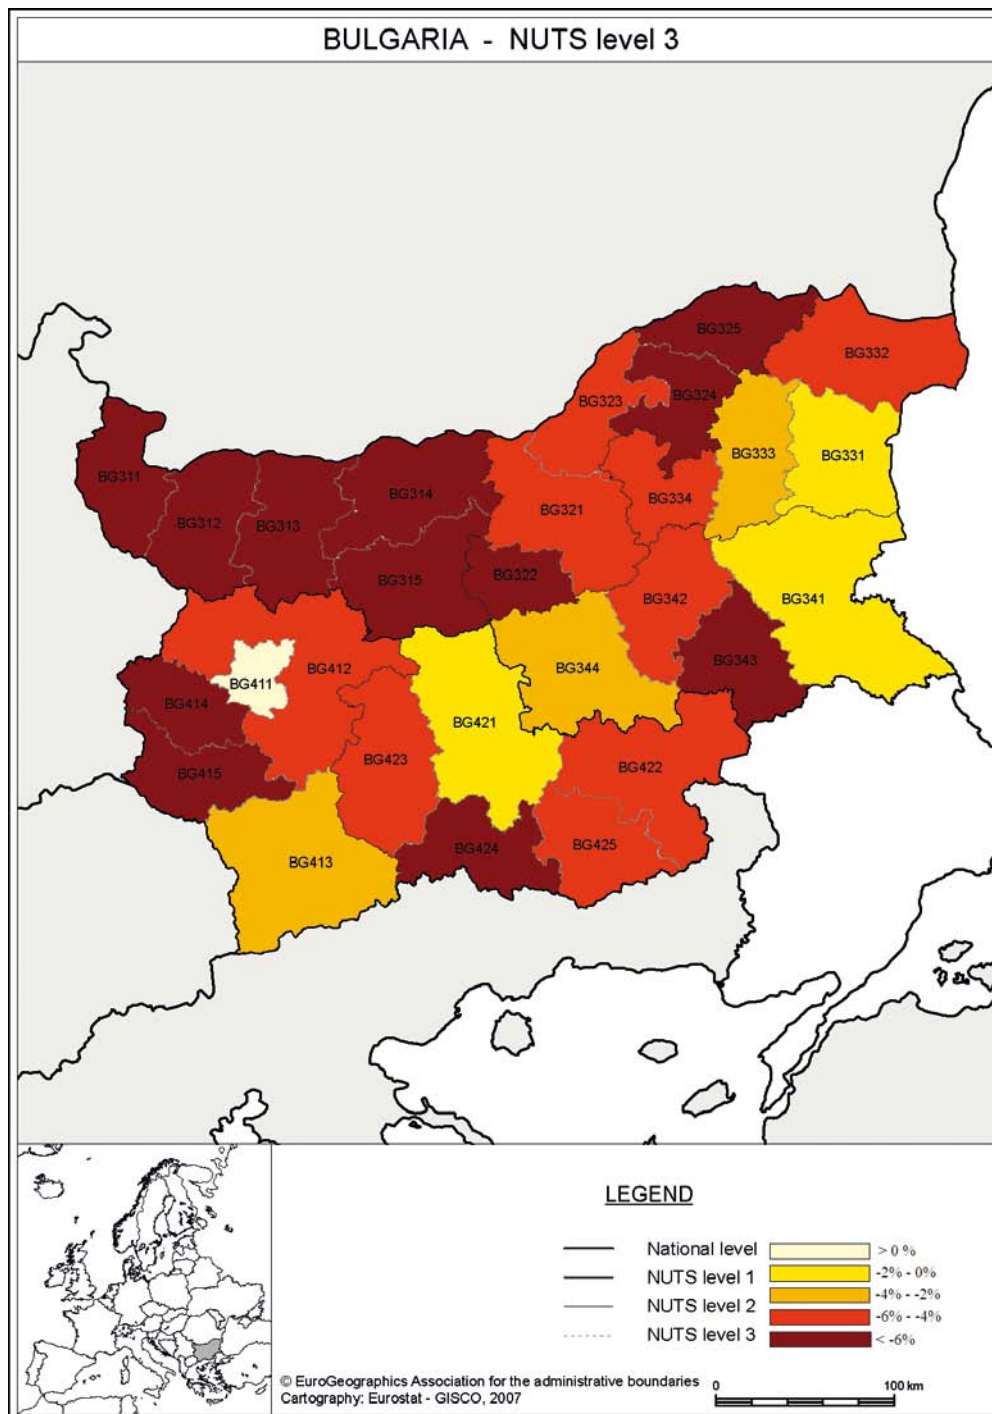 BULGARIA - NUTS level 3
BG325
BG332
BG323
BG324
BG333
BG331
BG311
BG314
BG334
BG312
BG313
BG321
BG315
BG322
BG342
BG341
BG412
BG344
BG343
BG411
BG414
BG421
BG415
BG423
BG422
BG425
BG424
BG413
LEGEND
National level > 0 %
NUTS level 1 -2% - 0%
NUTS level 2 -4% - -2%
-6% - -4%
NUTS level 3 < -6%
© EuroGeographics Association for the administrative boundaries
Cartography: Eurostat - GISCO, 2007
0 100 km